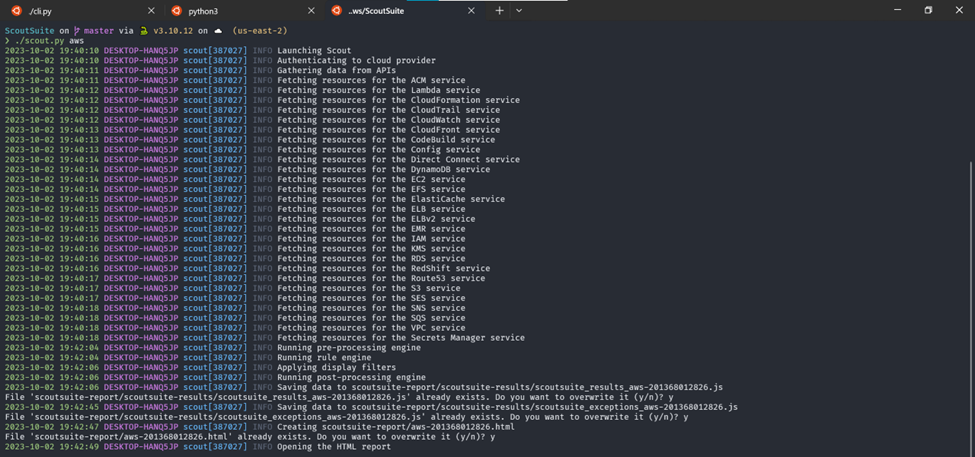 ./cli.py
python3
..ws/ScoutSuite
ScoutSuite on master via v3.10.12 on (us-east-2)
❯ ./scout.py aws
2023-10-02 19:40:10 DESKTOP-HANQ5JP scout[387027] INFO Launching Scout
2023-10-02 19:40:10 DESKTOP-HANQ5JP scout[387027] INFO Authenticating to cloud provider
2023-10-02 19:40:11 DESKTOP-HANQ5JP scout[387027] INFO Gathering data from APIs
2023-10-02 19:40:11 DESKTOP-HANQ5JP scout[387027] INFO Fetching resources for the ACM service
2023-10-02 19:40:12 DESKTOP-HANQ5JP scout[387027] INFO Fetching resources for the Lambda service
2023-10-02 19:40:12 DESKTOP-HANQ5JP scout[387027] INFO Fetching resources for the CloudFormation service
2023-10-02 19:40:12 DESKTOP-HANQ5JP scout[387027] INFO Fetching resources for the CloudTrail service
2023-10-02 19:40:12 DESKTOP-HANQ5JP scout[387027] INFO Fetching resources for the CloudWatch service
2023-10-02 19:40:13 DESKTOP-HANQ5JP scout[387027] INFO Fetching resources for the CloudFront service
2023-10-02 19:40:13 DESKTOP-HANQ5JP scout[387027] INFO Fetching resources for the CodeBuild service
2023-10-02 19:40:13 DESKTOP-HANQ5JP scout[387027] INFO Fetching resources for the Config service
2023-10-02 19:40:14 DESKTOP-HANQ5JP scout[387027] INFO Fetching resources for the Direct Connect service
2023-10-02 19:40:14 DESKTOP-HANQ5JP scout[387027] INFO Fetching resources for the DynamoDB service
2023-10-02 19:40:14 DESKTOP-HANQ5JP scout[387027] INFO Fetching resources for the EC2 service
2023-10-02 19:40:14 DESKTOP-HANQ5JP scout[387027] INFO Fetching resources for the EFS service
2023-10-02 19:40:15 DESKTOP-HANQ5JP scout[387027] INFO Fetching resources for the ElastiCache service
2023-10-02 19:40:15 DESKTOP-HANQ5JP scout[387027] INFO Fetching resources for the ELB service
2023-10-02 19:40:15 DESKTOP-HANQ5JP scout[387027] INFO Fetching resources for the ELBv2 service
2023-10-02 19:40:15 DESKTOP-HANQ5JP scout[387027] INFO Fetching resources for the EMR service
2023-10-02 19:40:16 DESKTOP-HANQ5JP scout[387027] INFO Fetching resources for the IAM service
2023-10-02 19:40:16 DESKTOP-HANQ5JP scout[387027] INFO Fetching resources for the KMS service
2023-10-02 19:40:16 DESKTOP-HANQ5JP scout[387027] INFO Fetching resources for the RDS service
2023-10-02 19:40:16 DESKTOP-HANQ5JP scout[387027] INFO Fetching resources for the RedShift service
2023-10-02 19:40:17 DESKTOP-HANQ5JP scout[387027] INFO Fetching resources for the Route53 service
2023-10-02 19:40:17 DESKTOP-HANQ5JP scout[387027] INFO Fetching resources for the S3 service
2023-10-02 19:40:17 DESKTOP-HANQ5JP scout[387027] INFO Fetching resources for the SES service
2023-10-02 19:40:18 DESKTOP-HANQ5JP scout[387027] INFO Fetching resources for the SNS service
2023-10-02 19:40:18 DESKTOP-HANQ5JP scout[387027] INFO Fetching resources for the SQS service
2023-10-02 19:40:18 DESKTOP-HANQ5JP scout[387027] INFO Fetching resources for the VPC service
2023-10-02 19:40:18 DESKTOP-HANQ5JP scout[387027] INFO Fetching resources for the Secrets Manager service
2023-10-02 19:42:04 DESKTOP-HANQ5JP scout[387027] INFO Running pre-processing engine
2023-10-02 19:42:04 DESKTOP-HANQ5JP scout[387027] INFO Running rule engine
2023-10-02 19:42:06 DESKTOP-HANQ5JP scout[387027] INFO Applying display filters
2023-10-02 19:42:06 DESKTOP-HANQ5JP scout[387027] INFO Running post-processing engine
2023-10-02 19:42:06 DESKTOP-HANQ5JP scout[387027] INFO Saving data to scoutsuite-report/scoutsuite-results/scoutsuite_results_aws-201368012826.js
File 'scoutsuite-report/scoutsuite-results/scoutsuite_results_aws-201368012826.js' already exists. Do you want to overwrite it (y/n)? y
2023-10-02 19:42:45 DESKTOP-HANQ5JP scout[387027] INFO Saving data to scoutsuite-report/scoutsuite-results/scoutsuite_exceptions_aws-201368012826.js
File 'scoutsuite-report/scoutsuite-results/scoutsuite_exceptions_aws-201368012826.js' already exists. Do you want to overwrite it (y/n)? y
2023-10-02 19:42:47 DESKTOP-HANQ5JP scout[387027] INFO Creating scoutsuite-report/aws-201368012826.html
File 'scoutsuite-report/aws-201368012826.html' already exists. Do you want to overwrite it (y/n)? y
2023-10-02 19:42:49 DESKTOP-HANQ5JP scout[387027] INFO Opening the HTML report